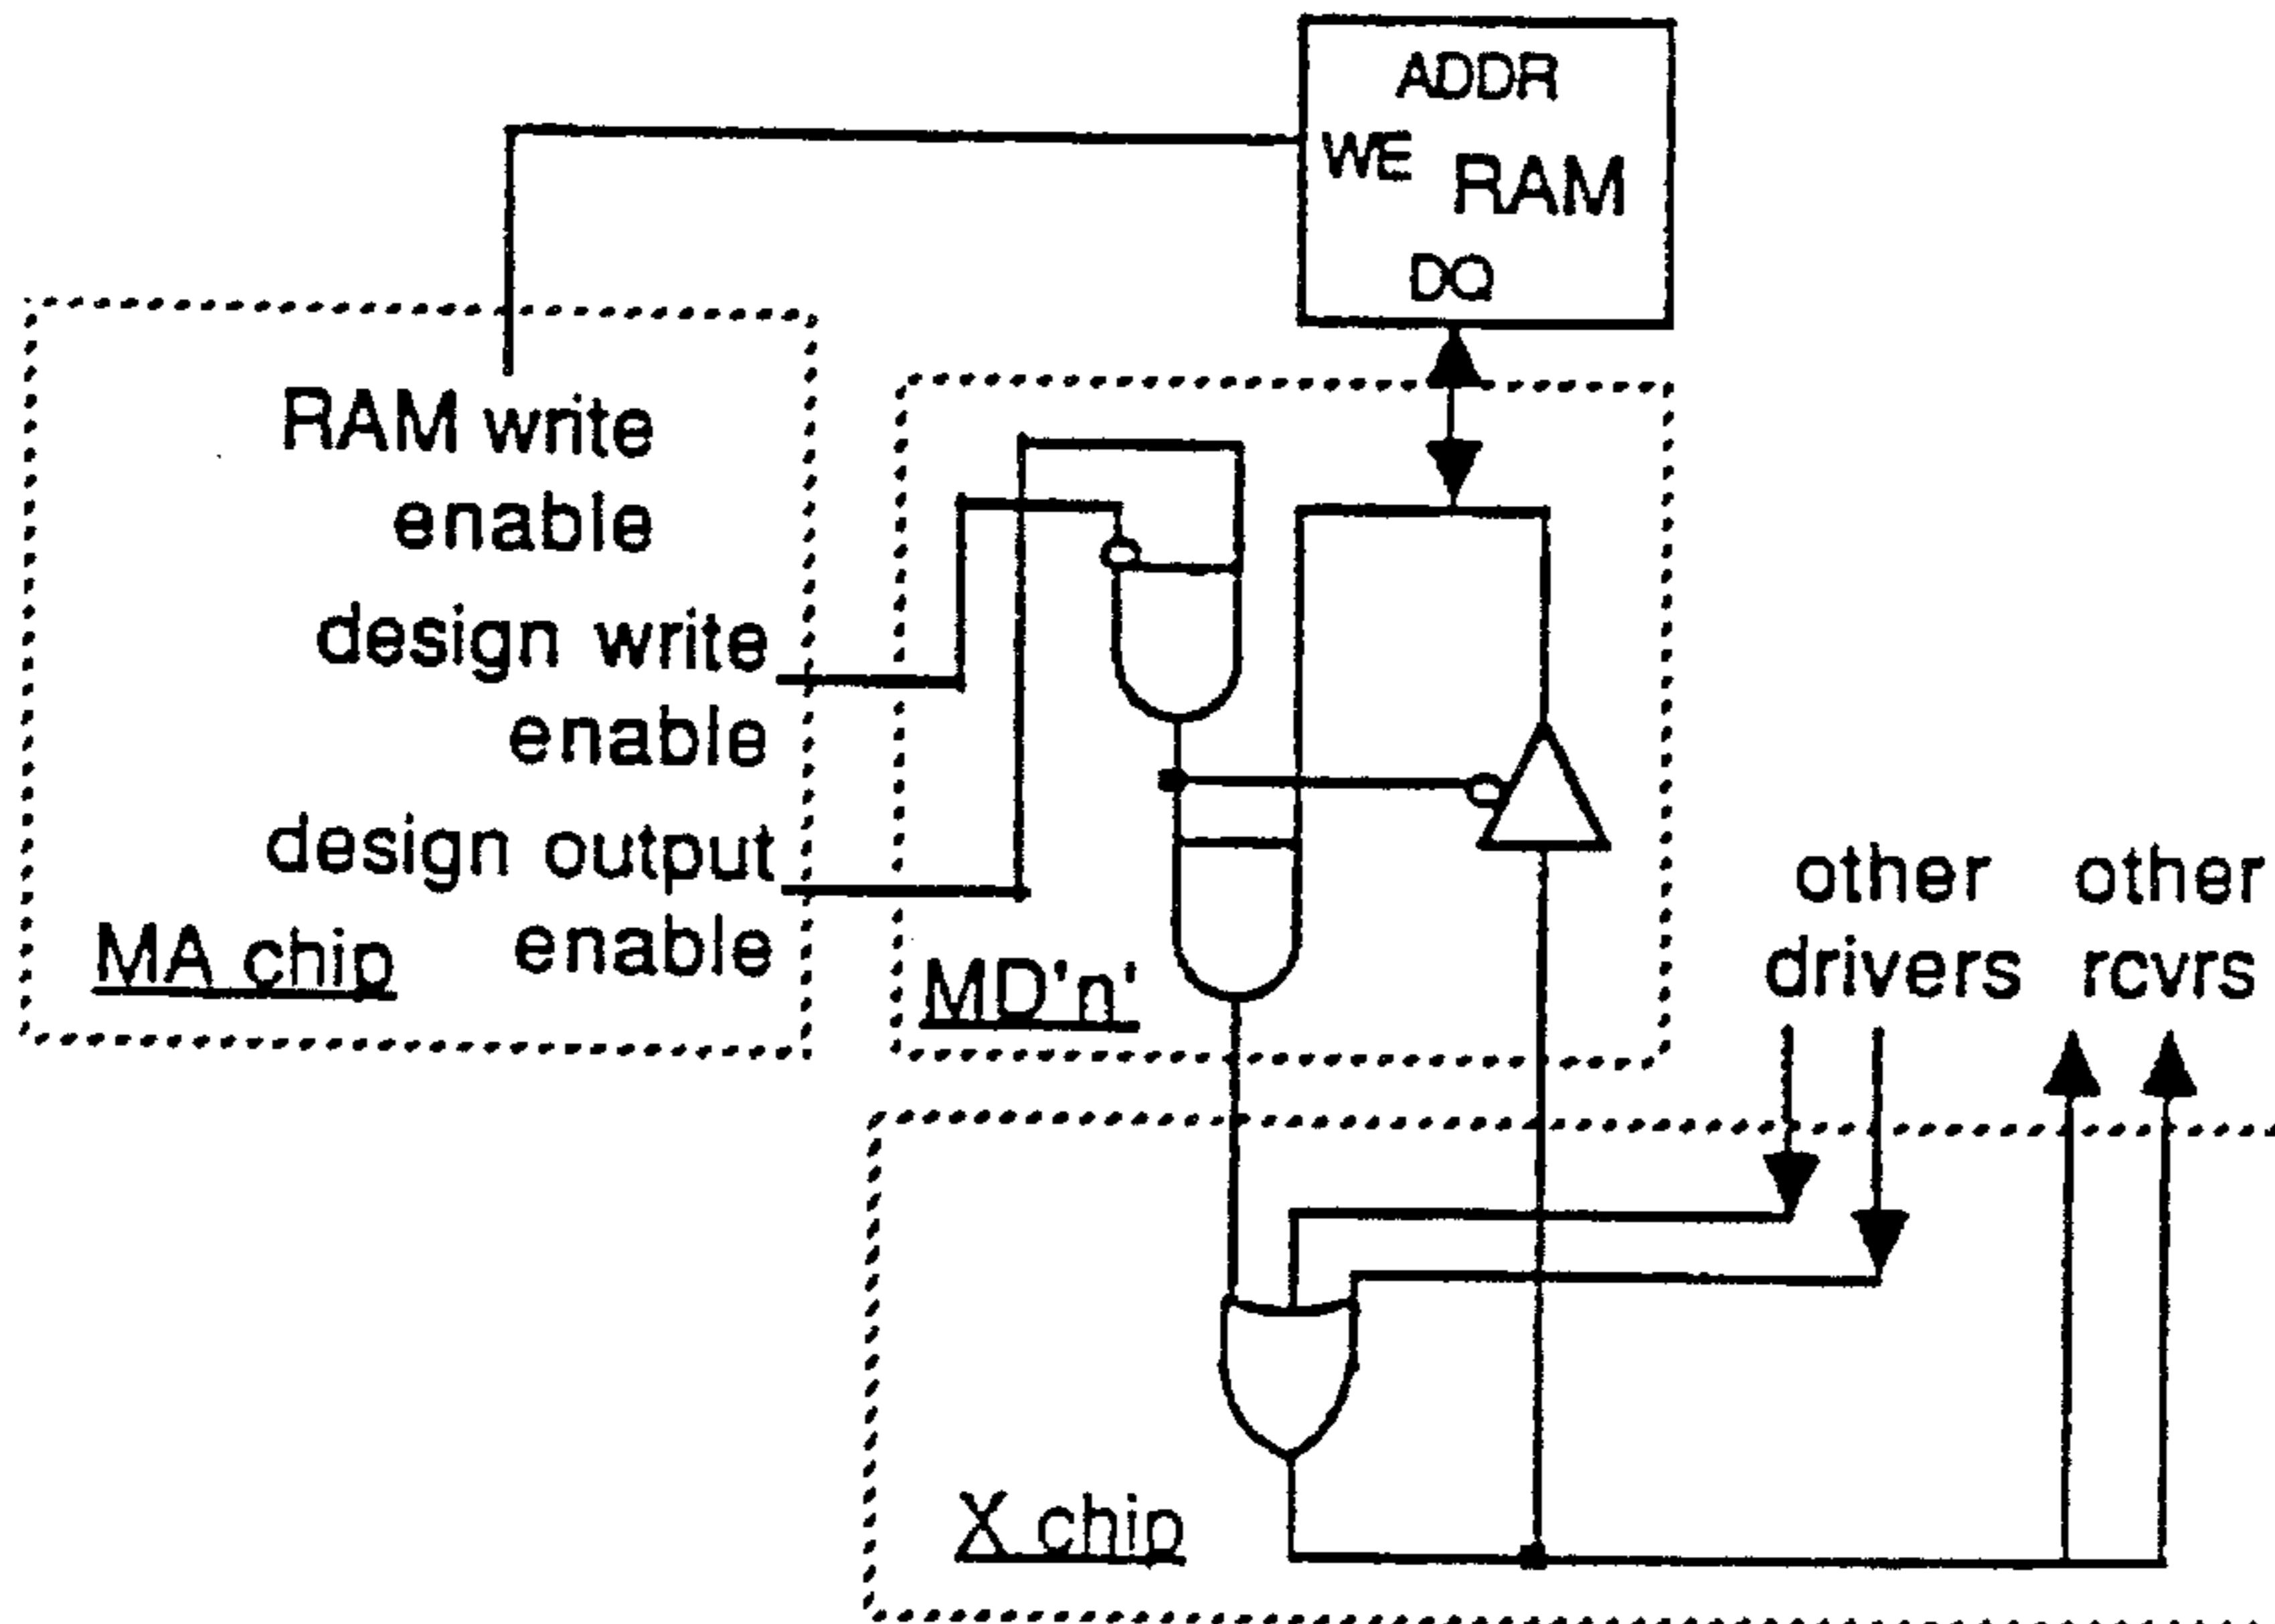 ADDR
WE
RAM
DQ
RAM write
enable
design write
enable
design output
enable
MA chip
MD'n'
other other
drivers rcvrs
X chip